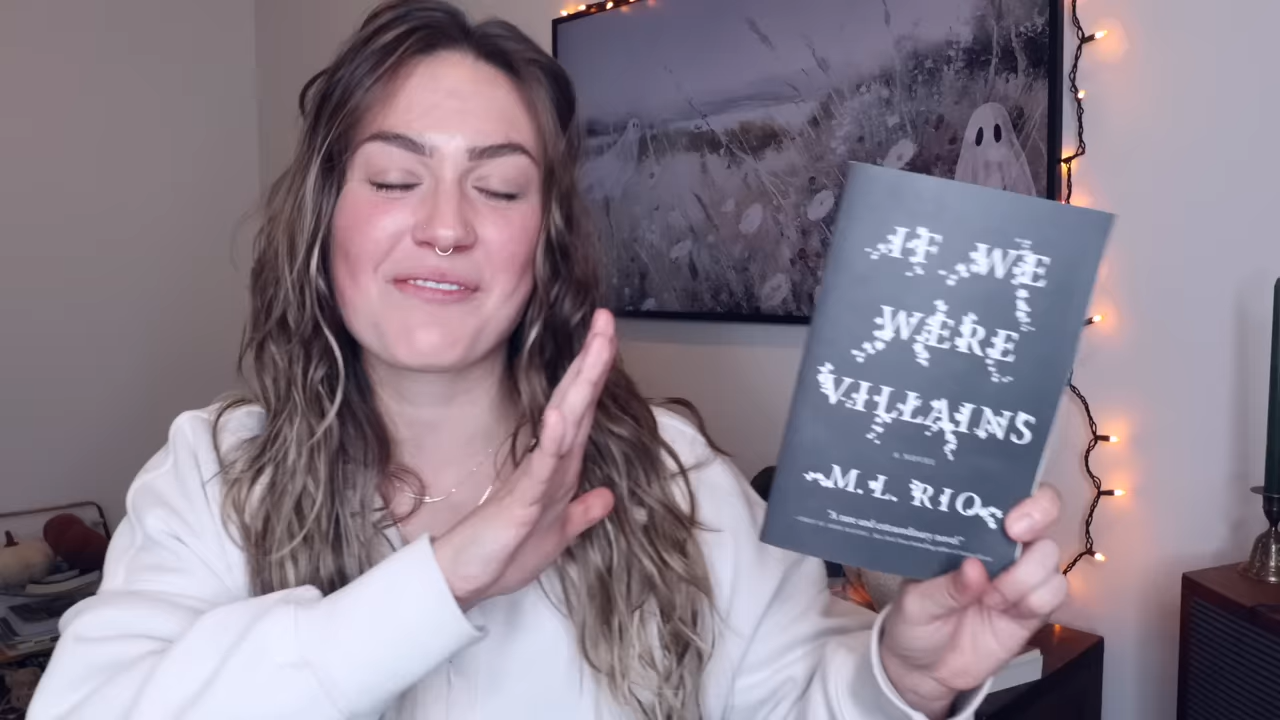 IF WE
WERE
VILLAINS
A NOVEL
M. L. RIO
"A rare and extraordinary novel."